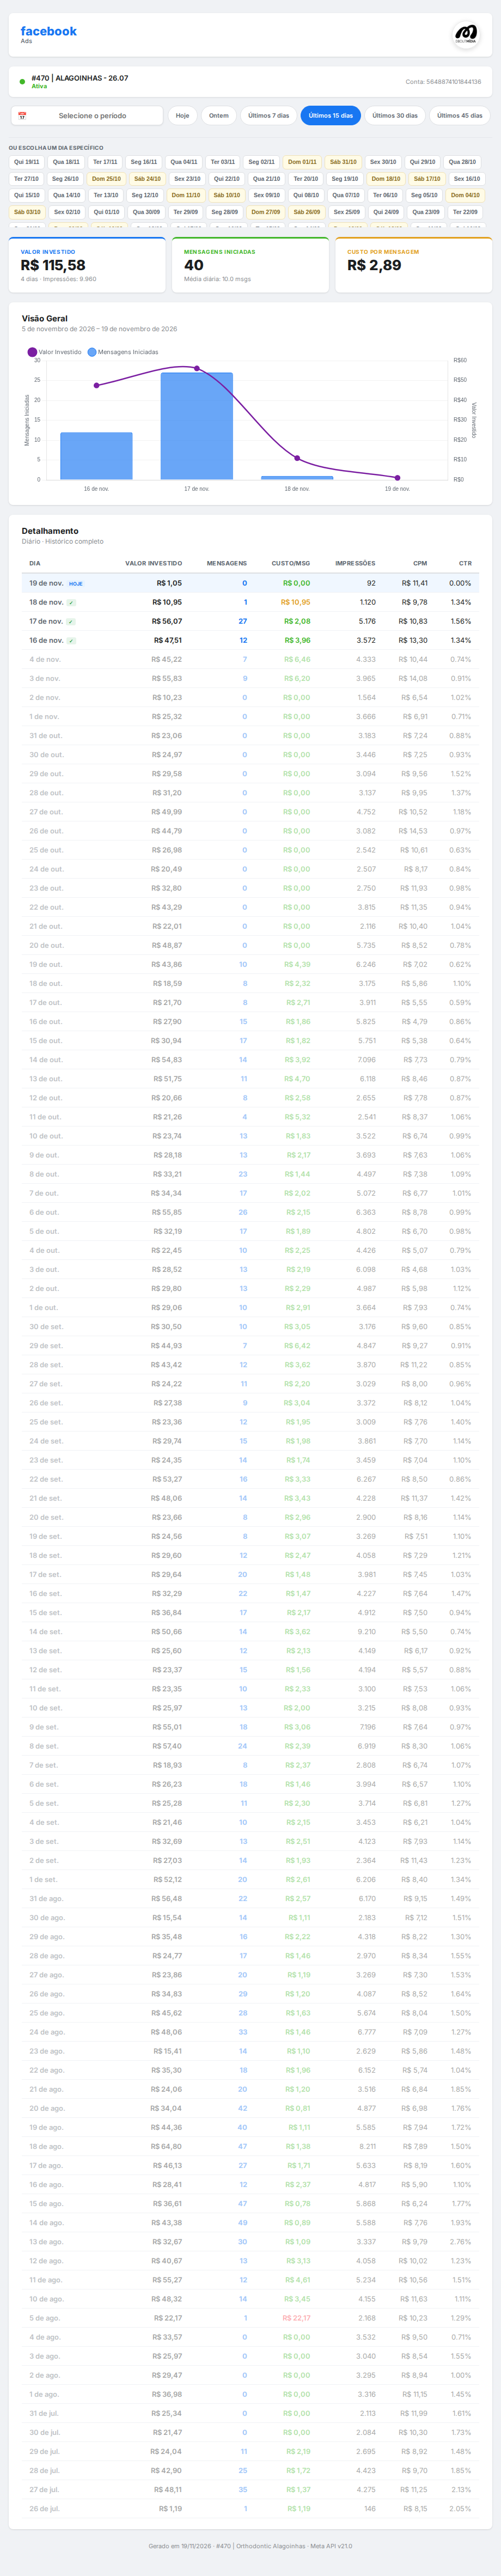 facebook
Ads
#470 | ALAGOINHAS - 26.07
Ativa
Conta: 564887410184413​6
Selecione o período
Hoje
Ontem
Últimos 7 dias
Últimos 15 dias
Últimos 30 dias
Últimos 45 dias
OU ESCOLHA UM DIA ESPECÍFICO
Qui 19/11 Qua 18/11 Ter 17/11 Seg 16/11 Qua 04/11 Ter 03/11 Seg 02/11 Dom 01/11 Sáb 31/10 Sex 30/10 Qui 29/10 Qua 28/10
Ter 27/10 Seg 26/10 Dom 25/10 Sáb 24/10 Sex 23/10 Qui 22/10 Qua 21/10 Ter 20/10 Seg 19/10 Dom 18/10 Sáb 17/10 Sex 16/10
Qui 15/10 Qua 14/10 Ter 13/10 Seg 12/10 Dom 11/10 Sáb 10/10 Sex 09/10 Qui 08/10 Qua 07/10 Ter 06/10 Seg 05/10 Dom 04/10
Sáb 03/10 Sex 02/10 Qui 01/10 Qua 30/09 Ter 29/09 Seg 28/09 Dom 27/09 Sáb 26/09 Sex 25/09 Qui 24/09 Qua 23/09 Ter 22/09
VALOR INVESTIDO
R$ 115,58
4 dias · Impressões: 9.960
MENSAGENS INICIADAS
40
Média diária: 10.0 msgs
CUSTO POR MENSAGEM
R$ 2,89
Visão Geral
5 de novembro de 2026 – 19 de novembro de 2026
Valor Investido Mensagens Iniciadas
Mensagens Iniciadas
30
25
20
15
10
5
0
R$60
R$50
R$40
R$30
R$20
R$10
R$0
Valor Investido
16 de nov. 17 de nov. 18 de nov. 19 de nov.
Detalhamento
Diário · Histórico completo
DIA VALOR INVESTIDO MENSAGENS CUSTO/MSG IMPRESSÕES CPM CTR
19 de nov. HOJE R$ 1,05 0 R$ 0,00 92 R$ 11,41 0.00%
18 de nov. ✓ R$ 10,95 1 R$ 10,95 1.120 R$ 9,78 1.34%
17 de nov. ✓ R$ 56,07 27 R$ 2,08 5.176 R$ 10,83 1.56%
16 de nov. ✓ R$ 47,51 12 R$ 3,96 3.572 R$ 13,30 1.34%
4 de nov. R$ 45,22 7 R$ 6,46 4.333 R$ 10,44 0.74%
3 de nov. R$ 55,83 9 R$ 6,20 3.965 R$ 14,08 0.91%
2 de nov. R$ 10,23 0 R$ 0,00 1.564 R$ 6,54 1.02%
1 de nov. R$ 25,32 0 R$ 0,00 3.666 R$ 6,91 0.71%
31 de out. R$ 23,06 0 R$ 0,00 3.183 R$ 7,24 0.88%
30 de out. R$ 24,97 0 R$ 0,00 3.446 R$ 7,25 0.93%
29 de out. R$ 29,58 0 R$ 0,00 3.094 R$ 9,56 1.52%
28 de out. R$ 31,20 0 R$ 0,00 3.137 R$ 9,95 1.37%
27 de out. R$ 49,99 0 R$ 0,00 4.752 R$ 10,52 1.18%
26 de out. R$ 44,79 0 R$ 0,00 3.082 R$ 14,53 0.97%
25 de out. R$ 26,98 0 R$ 0,00 2.542 R$ 10,61 0.63%
24 de out. R$ 20,49 0 R$ 0,00 2.507 R$ 8,17 0.84%
23 de out. R$ 32,80 0 R$ 0,00 2.750 R$ 11,93 0.98%
22 de out. R$ 43,29 0 R$ 0,00 3.815 R$ 11,35 0.94%
21 de out. R$ 22,01 0 R$ 0,00 2.116 R$ 10,40 1.04%
20 de out. R$ 48,87 0 R$ 0,00 5.735 R$ 8,52 0.78%
19 de out. R$ 43,86 10 R$ 4,39 6.246 R$ 7,02 0.62%
18 de out. R$ 18,59 8 R$ 2,32 3.175 R$ 5,86 1.10%
17 de out. R$ 21,70 8 R$ 2,71 3.911 R$ 5,55 0.59%
16 de out. R$ 27,90 15 R$ 1,86 5.825 R$ 4,79 0.86%
15 de out. R$ 30,94 17 R$ 1,82 5.751 R$ 5,38 0.64%
14 de out. R$ 54,83 14 R$ 3,92 7.096 R$ 7,73 0.79%
13 de out. R$ 51,75 11 R$ 4,70 6.118 R$ 8,46 0.87%
12 de out. R$ 20,66 8 R$ 2,58 2.655 R$ 7,78 0.87%
11 de out. R$ 21,26 4 R$ 5,32 2.541 R$ 8,37 1.06%
10 de out. R$ 23,74 13 R$ 1,83 3.522 R$ 6,74 0.99%
9 de out. R$ 28,18 13 R$ 2,17 3.693 R$ 7,63 1.06%
8 de out. R$ 33,21 23 R$ 1,44 4.497 R$ 7,38 1.09%
7 de out. R$ 34,34 17 R$ 2,02 5.072 R$ 6,77 1.01%
6 de out. R$ 55,85 26 R$ 2,15 6.363 R$ 8,78 0.99%
5 de out. R$ 32,19 17 R$ 1,89 4.802 R$ 6,70 0.98%
4 de out. R$ 22,45 10 R$ 2,25 4.426 R$ 5,07 0.79%
3 de out. R$ 28,52 13 R$ 2,19 6.098 R$ 4,68 1.03%
2 de out. R$ 29,80 13 R$ 2,29 4.987 R$ 5,98 1.12%
1 de out. R$ 29,06 10 R$ 2,91 3.664 R$ 7,93 0.74%
30 de set. R$ 30,50 10 R$ 3,05 3.176 R$ 9,60 0.85%
29 de set. R$ 44,93 7 R$ 6,42 4.847 R$ 9,27 0.91%
28 de set. R$ 43,42 12 R$ 3,62 3.870 R$ 11,22 0.85%
27 de set. R$ 24,22 11 R$ 2,20 3.029 R$ 8,00 0.96%
26 de set. R$ 27,38 9 R$ 3,04 3.372 R$ 8,12 1.04%
25 de set. R$ 23,36 12 R$ 1,95 3.009 R$ 7,76 1.40%
24 de set. R$ 29,74 15 R$ 1,98 3.861 R$ 7,70 1.14%
23 de set. R$ 24,35 14 R$ 1,74 3.459 R$ 7,04 1.10%
22 de set. R$ 53,27 16 R$ 3,33 6.267 R$ 8,50 0.86%
21 de set. R$ 48,06 14 R$ 3,43 4.228 R$ 11,37 1.42%
20 de set. R$ 23,66 8 R$ 2,96 2.900 R$ 8,16 1.14%
19 de set. R$ 24,56 8 R$ 3,07 3.269 R$ 7,51 1.10%
18 de set. R$ 29,60 12 R$ 2,47 4.058 R$ 7,29 1.21%
17 de set. R$ 29,64 20 R$ 1,48 3.981 R$ 7,45 1.03%
16 de set. R$ 32,29 22 R$ 1,47 4.227 R$ 7,64 1.47%
15 de set. R$ 36,84 17 R$ 2,17 4.912 R$ 7,50 0.94%
14 de set. R$ 50,66 14 R$ 3,62 9.210 R$ 5,50 0.74%
13 de set. R$ 25,60 12 R$ 2,13 4.149 R$ 6,17 0.92%
12 de set. R$ 23,37 15 R$ 1,56 4.194 R$ 5,57 0.88%
11 de set. R$ 23,35 10 R$ 2,33 3.100 R$ 7,53 1.06%
10 de set. R$ 25,97 13 R$ 2,00 3.215 R$ 8,08 0.93%
9 de set. R$ 55,01 18 R$ 3,06 7.196 R$ 7,64 0.97%
8 de set. R$ 57,40 24 R$ 2,39 6.919 R$ 8,30 1.06%
7 de set. R$ 18,93 8 R$ 2,37 2.808 R$ 6,74 1.07%
6 de set. R$ 26,23 18 R$ 1,46 3.994 R$ 6,57 1.10%
5 de set. R$ 25,28 11 R$ 2,30 3.714 R$ 6,81 1.27%
4 de set. R$ 21,46 10 R$ 2,15 3.453 R$ 6,21 1.04%
3 de set. R$ 32,69 13 R$ 2,51 4.123 R$ 7,93 1.14%
2 de set. R$ 27,03 14 R$ 1,93 2.364 R$ 11,43 1.23%
1 de set. R$ 52,12 20 R$ 2,61 6.206 R$ 8,40 1.34%
31 de ago. R$ 56,48 22 R$ 2,57 6.170 R$ 9,15 1.49%
30 de ago. R$ 15,54 14 R$ 1,11 2.183 R$ 7,12 1.51%
29 de ago. R$ 35,48 16 R$ 2,22 4.318 R$ 8,22 1.30%
28 de ago. R$ 24,77 17 R$ 1,46 2.970 R$ 8,34 1.55%
27 de ago. R$ 23,86 20 R$ 1,19 3.269 R$ 7,30 1.53%
26 de ago. R$ 34,83 29 R$ 1,20 4.087 R$ 8,52 1.64%
25 de ago. R$ 45,62 28 R$ 1,63 5.674 R$ 8,04 1.50%
24 de ago. R$ 48,06 33 R$ 1,46 6.777 R$ 7,09 1.27%
23 de ago. R$ 15,41 14 R$ 1,10 2.629 R$ 5,86 1.48%
22 de ago. R$ 35,30 18 R$ 1,96 6.152 R$ 5,74 1.04%
21 de ago. R$ 24,06 20 R$ 1,20 3.516 R$ 6,84 1.85%
20 de ago. R$ 34,04 42 R$ 0,81 4.877 R$ 6,98 1.76%
19 de ago. R$ 44,36 40 R$ 1,11 5.585 R$ 7,94 1.72%
18 de ago. R$ 64,80 47 R$ 1,38 8.211 R$ 7,89 1.50%
17 de ago. R$ 46,13 27 R$ 1,71 5.633 R$ 8,19 1.60%
16 de ago. R$ 28,41 12 R$ 2,37 4.817 R$ 5,90 1.10%
15 de ago. R$ 36,61 47 R$ 0,78 5.868 R$ 6,24 1.77%
14 de ago. R$ 43,38 49 R$ 0,89 5.588 R$ 7,76 1.93%
13 de ago. R$ 32,67 30 R$ 1,09 3.337 R$ 9,79 2.76%
12 de ago. R$ 40,67 13 R$ 3,13 4.058 R$ 10,02 1.23%
11 de ago. R$ 55,27 12 R$ 4,61 5.234 R$ 10,56 1.51%
10 de ago. R$ 48,32 14 R$ 3,45 4.155 R$ 11,63 1.11%
5 de ago. R$ 22,17 1 R$ 22,17 2.168 R$ 10,23 1.29%
4 de ago. R$ 33,57 0 R$ 0,00 3.532 R$ 9,50 0.71%
3 de ago. R$ 25,97 0 R$ 0,00 3.040 R$ 8,54 1.55%
2 de ago. R$ 29,47 0 R$ 0,00 3.295 R$ 8,94 1.00%
1 de ago. R$ 36,98 0 R$ 0,00 3.316 R$ 11,15 1.45%
31 de jul. R$ 25,34 0 R$ 0,00 2.113 R$ 11,99 1.61%
30 de jul. R$ 21,47 0 R$ 0,00 2.084 R$ 10,30 1.73%
29 de jul. R$ 24,04 11 R$ 2,19 2.695 R$ 8,92 1.48%
28 de jul. R$ 42,90 25 R$ 1,72 4.423 R$ 9,70 1.85%
27 de jul. R$ 48,11 35 R$ 1,37 4.275 R$ 11,25 2.13%
26 de jul. R$ 1,19 1 R$ 1,19 146 R$ 8,15 2.05%
Gerado em 19/11/2026 · #470 | Orthodontic Alagoinhas · Meta API v21.0